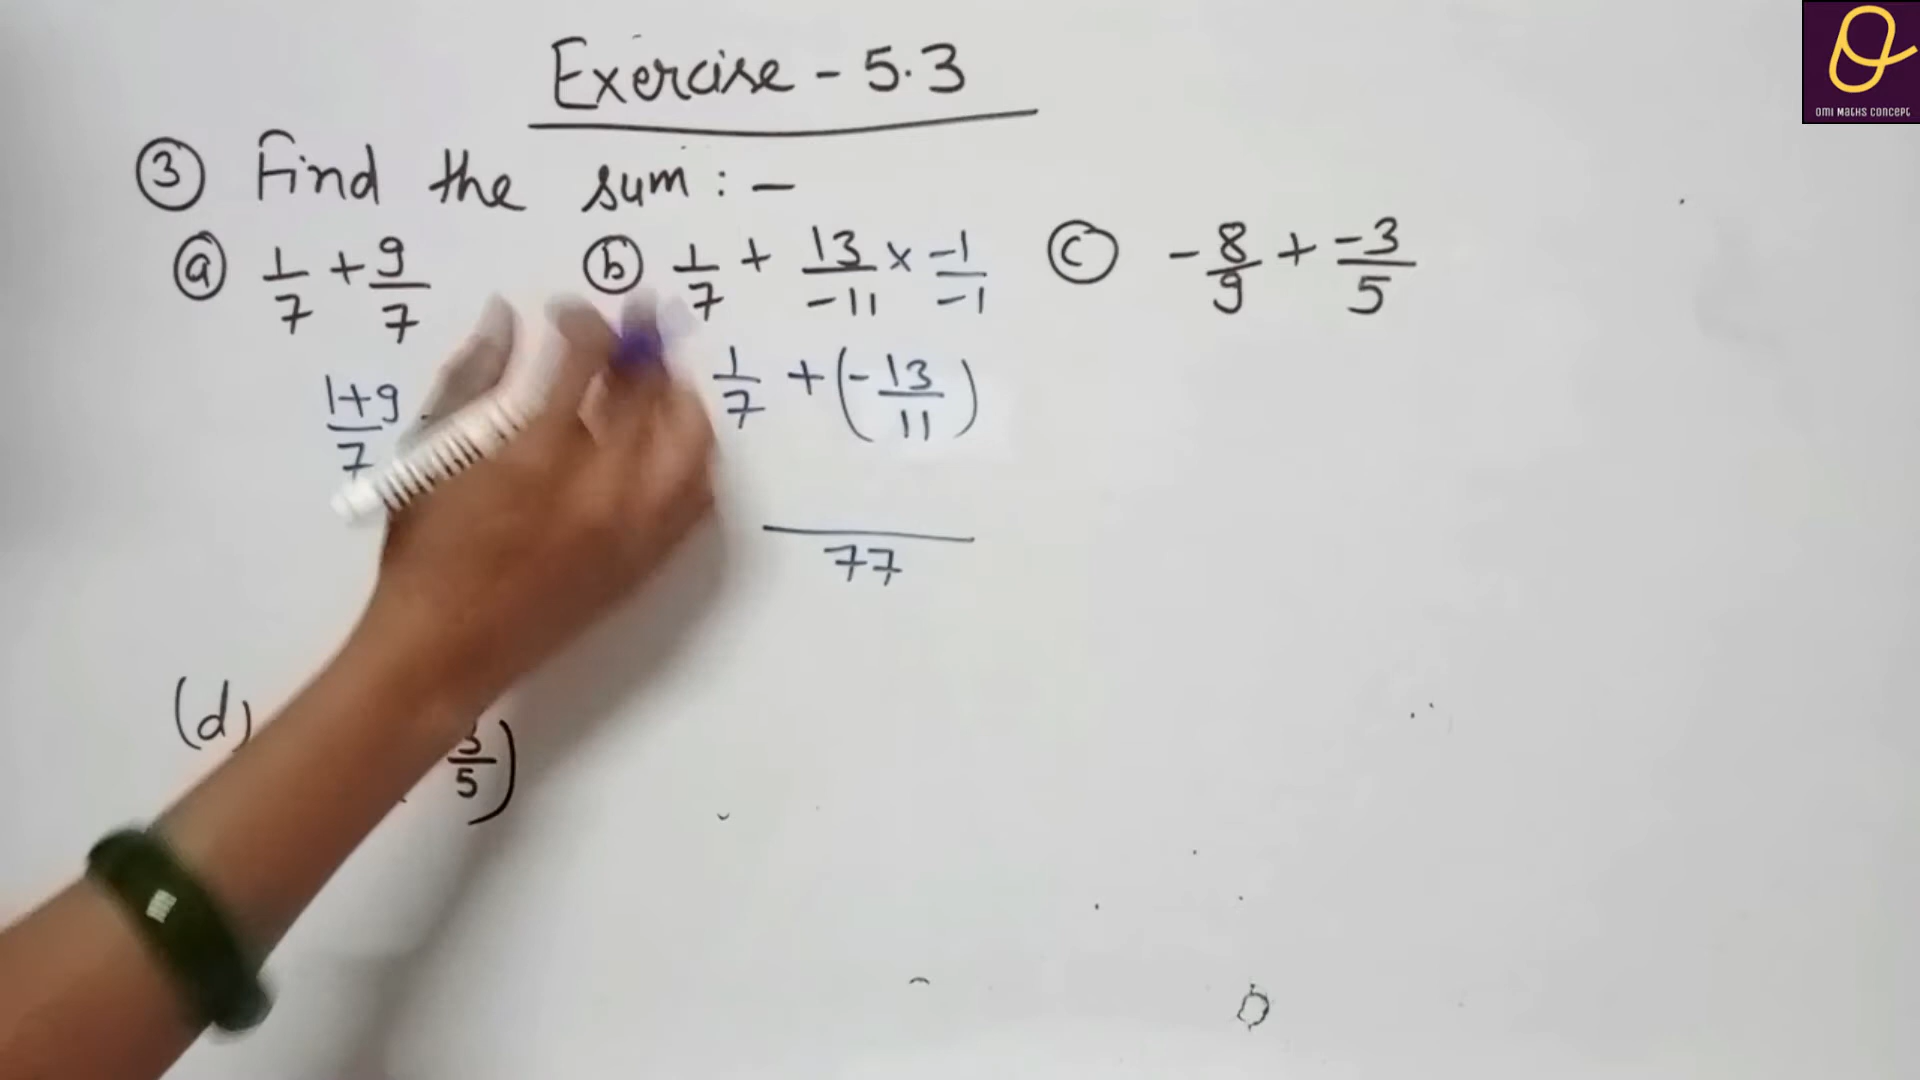 Exercise - 5.3
③ Find the sum : -
ⓐ 1/7 + 9/7 ⓑ 1/7 + 13/-11 × -1/-1 ⓒ -8/9 + -3/5
1+9/7 1/7 + (-13/11)
77
(d) 3/5)
OMI MATHS CONCEPT